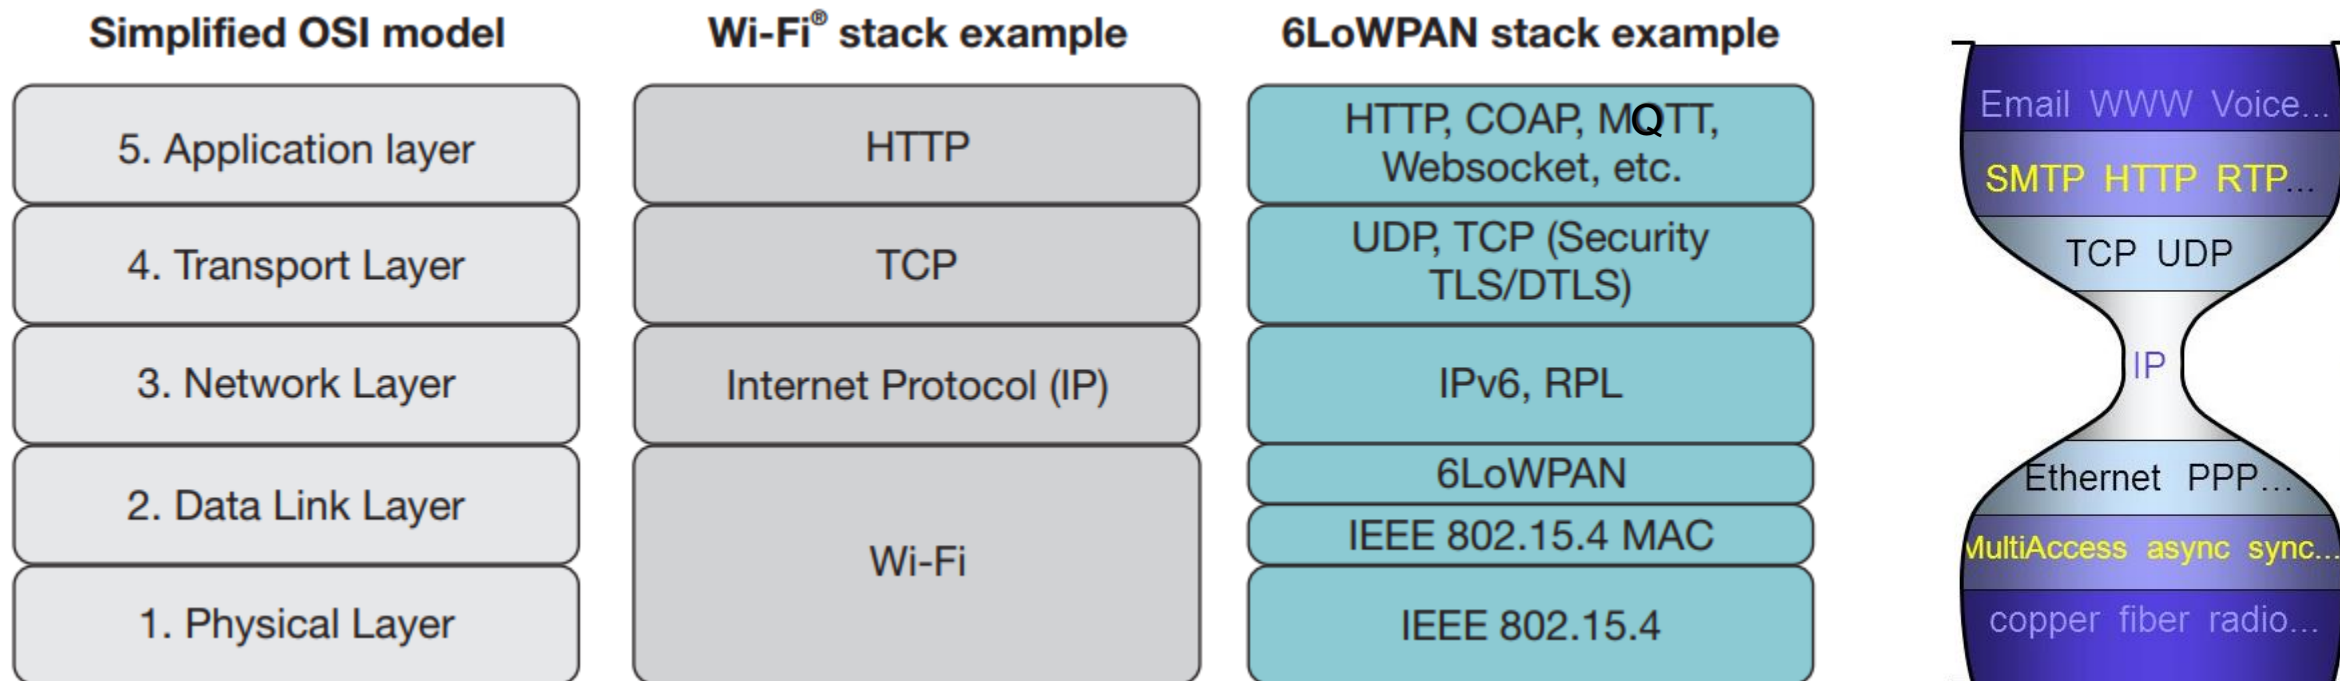 Simplified OSI model
5. Application layer
4. Transport Layer
3. Network Layer
2. Data Link Layer
1. Physical Layer
Wi-Fi® stack example
HTTP
TCP
Internet Protocol (IP)
Wi-Fi
6LoWPAN stack example
HTTP, COAP, MQTT,
Websocket, etc.
UDP, TCP (Security
TLS/DTLS)
IPv6, RPL
6LoWPAN
IEEE 802.15.4 MAC
IEEE 802.15.4
Email WWW Voice...
SMTP HTTP RTP...
TCP UDP
IP
Ethernet PPP...
MultiAccess async sync...
copper fiber radio...